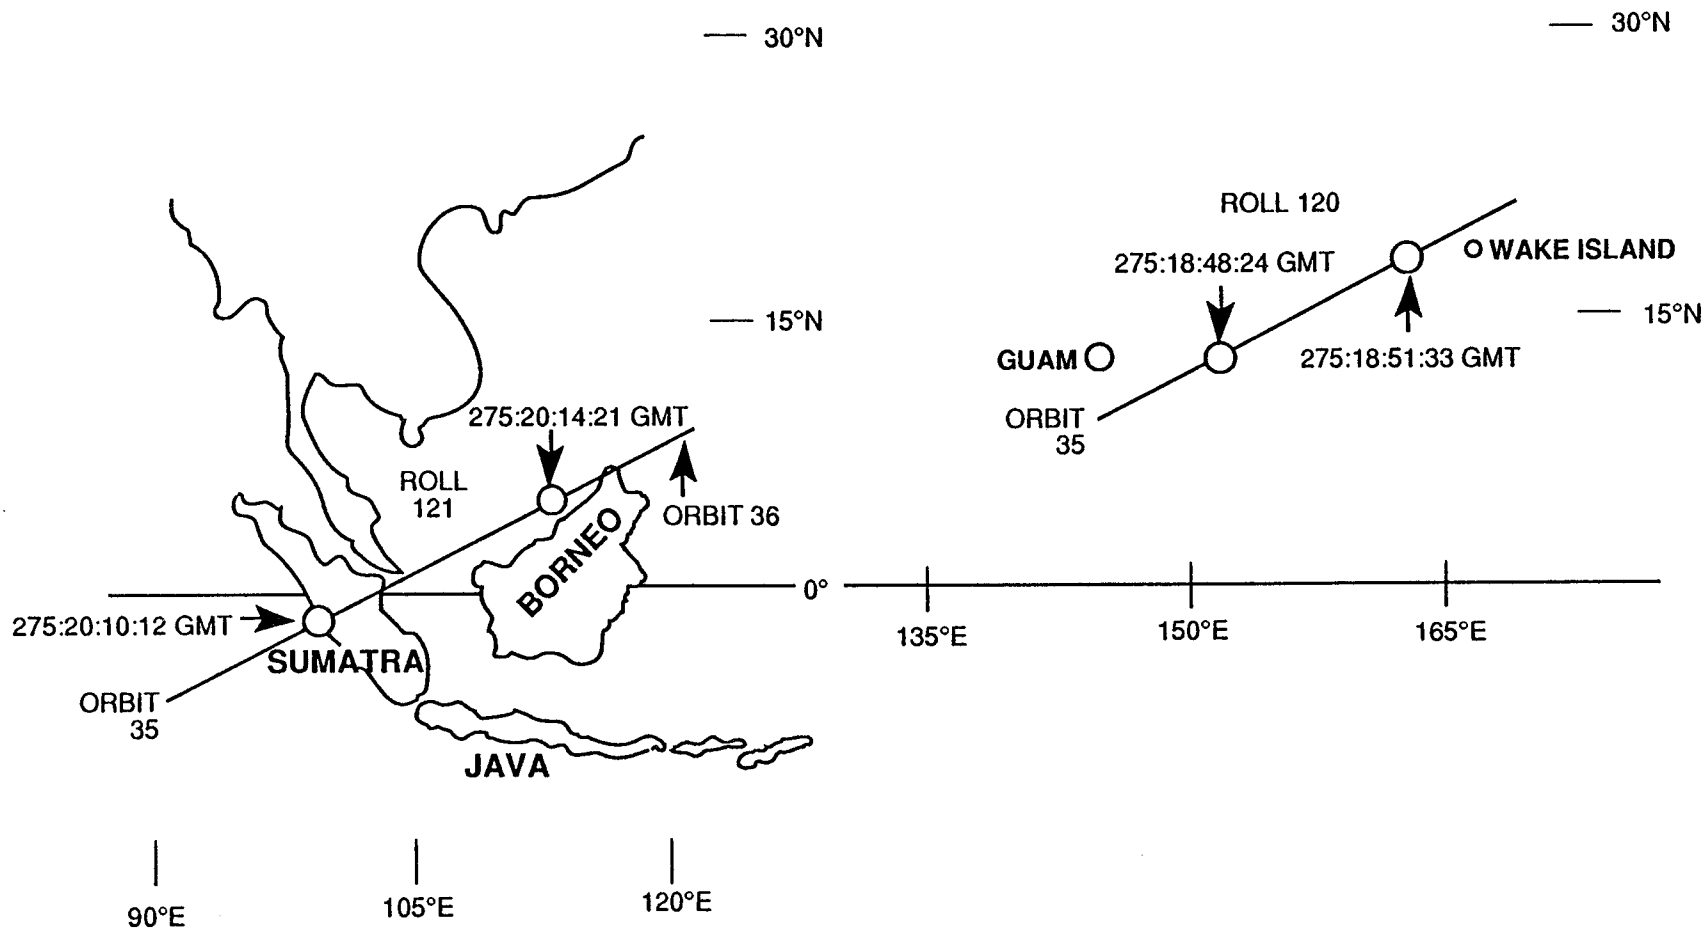 30°N
15°N
275:20:14:21 GMT
ROLL
121
ORBIT 36
BORNEO
0°
275:20:10:12 GMT
SUMATRA
ORBIT
35
JAVA
90°E
105°E
120°E
30°N
ROLL 120
275:18:48:24 GMT
WAKE ISLAND
15°N
GUAM
275:18:51:33 GMT
ORBIT
35
135°E
150°E
165°E